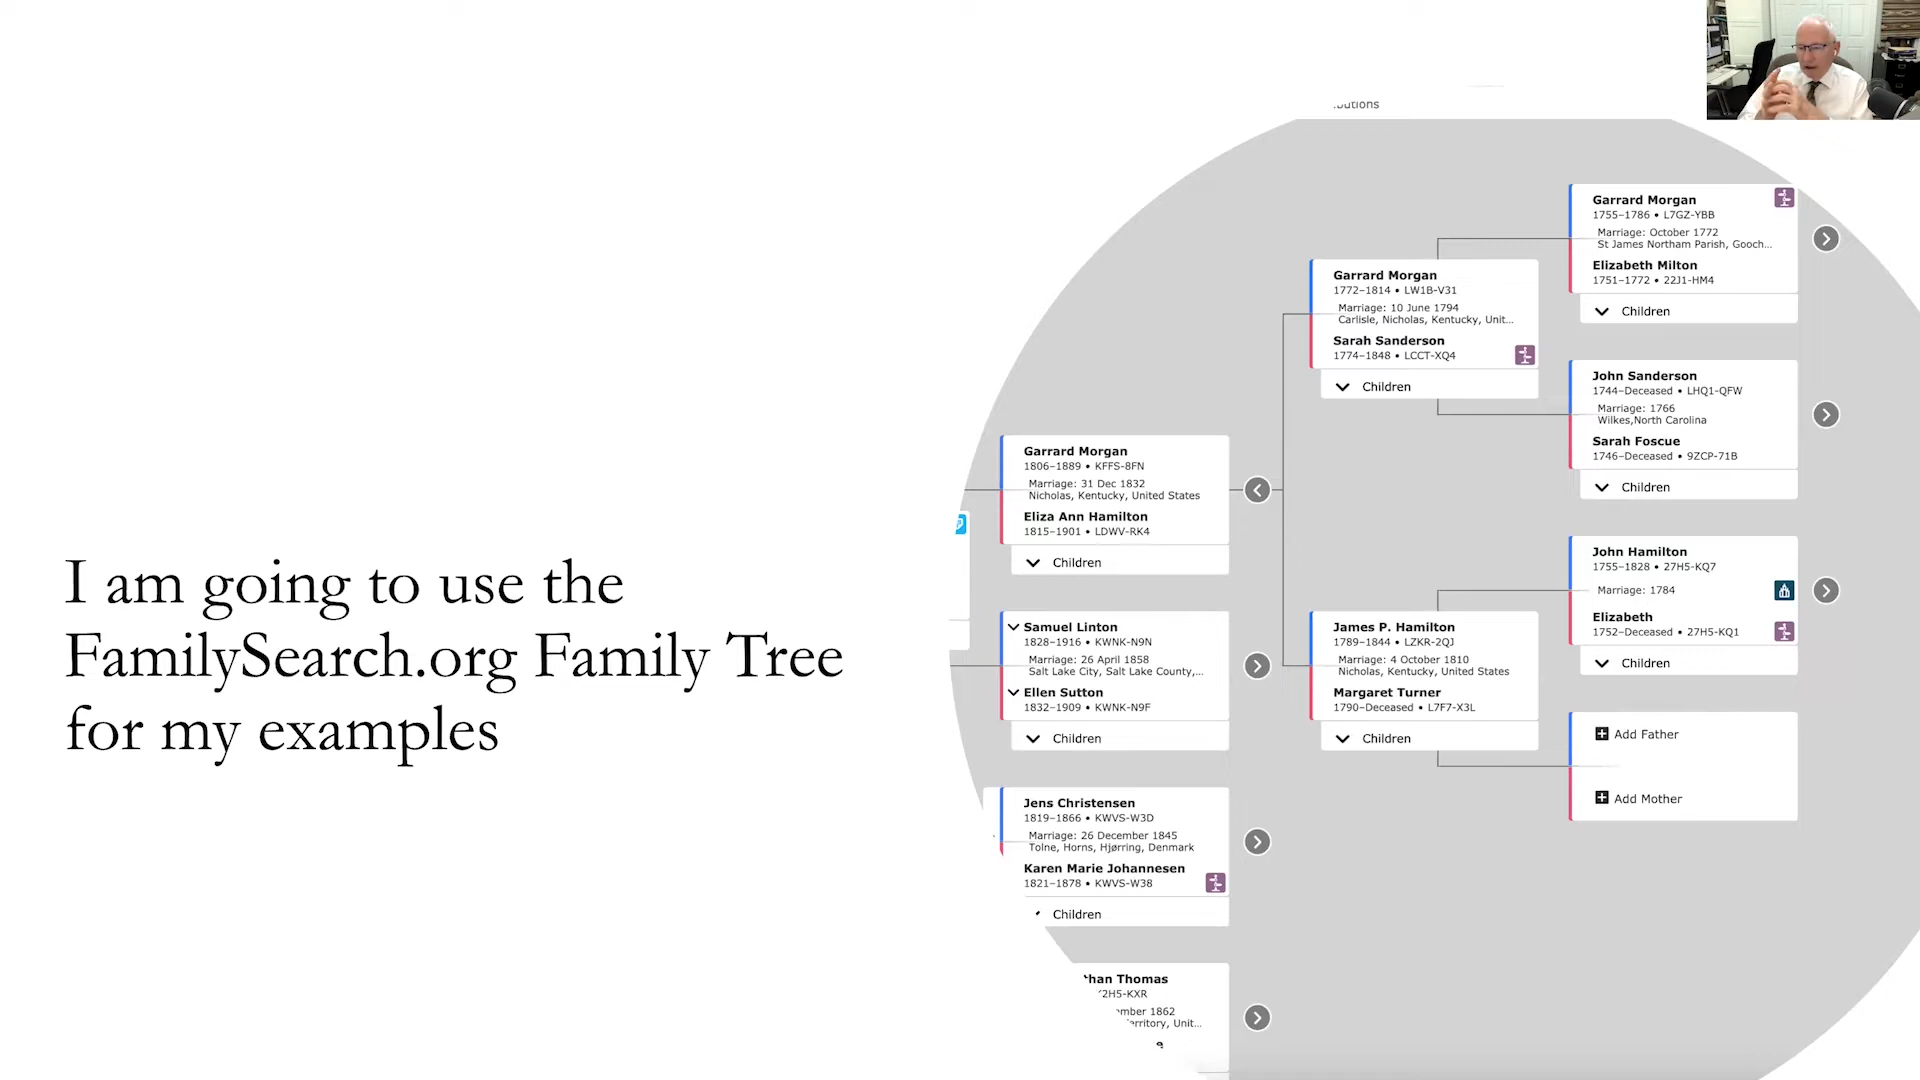 I am going to use the
FamilySearch.org Family Tree
for my examples
Garrard Morgan
1806–1889 • KFFS-8FN
Marriage: 31 Dec 1832
Nicholas, Kentucky, United States
Eliza Ann Hamilton
1815–1901 • LDWV-RK4
Children
Samuel Linton
1828–1916 • KWNK-N9N
Marriage: 26 April 1858
Salt Lake City, Salt Lake County,...
Ellen Sutton
1832–1909 • KWNK-N9F
Children
Jens Christensen
1819–1866 • KWVS-W3D
Marriage: 26 December 1845
Tolne, Horns, Hjørring, Denmark
Karen Marie Johannesen
1821–1878 • KWVS-W38
Children
Thomas
2H5-KXR
1862
Unit...
Garrard Morgan
1772–1814 • LW1B-V31
Marriage: 10 June 1794
Carlisle, Nicholas, Kentucky, Unit...
Sarah Sanderson
1774–1848 • LCCT-XQ4
Children
James P. Hamilton
1789–1844 • LZKR-2QJ
Marriage: 4 October 1810
Nicholas, Kentucky, United States
Margaret Turner
1790–Deceased • L7F7-X3L
Children
Garrard Morgan
1755–1786 • L7GZ-YBB
Marriage: October 1772
St James Northam Parish, Gooch...
Elizabeth Milton
1751–1772 • 22J1-HM4
Children
John Sanderson
1744–Deceased • LHQ1-QFW
Marriage: 1766
Wilkes,North Carolina
Sarah Foscue
1746–Deceased • 9ZCP-71B
Children
John Hamilton
1755–1828 • 27H5-KQ7
Marriage: 1784
Elizabeth
1752–Deceased • 27H5-KQ1
Children
Add Father
Add Mother